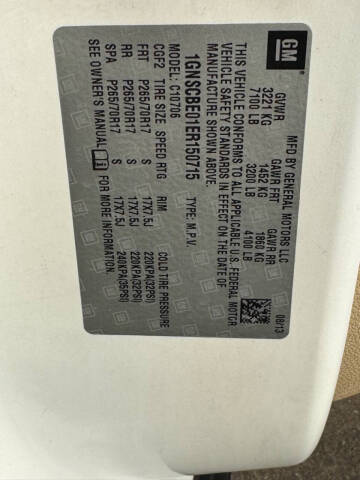 GM
MFD BY GENERAL MOTORS LLC
08/13
GVWR GAWR FRT GAWR RR
3221 KG 1452 KG 1860 KG
7100 LB 3200 LB 4100 LB
THIS VEHICLE CONFORMS TO ALL APPLICABLE U.S. FEDERAL MOTOR
VEHICLE SAFETY STANDARDS IN EFFECT ON THE DATE OF
MANUFACTURE SHOWN ABOVE.
1GNSCBE01ER150715 TYPE: M.P.V.
MODEL: C10706
CGF2 TIRE SIZE SPEED RTG RIM COLD TIRE PRESSURE
FRT P265/70R17 S 17X7.5J 220KPA(32PSI)
RR P265/70R17 S 17X7.5J 220KPA(32PSI)
SPA P265/70R17 S 17X7.5J 240KPA(35PSI)
SEE OWNER'S MANUAL i FOR MORE INFORMATION.